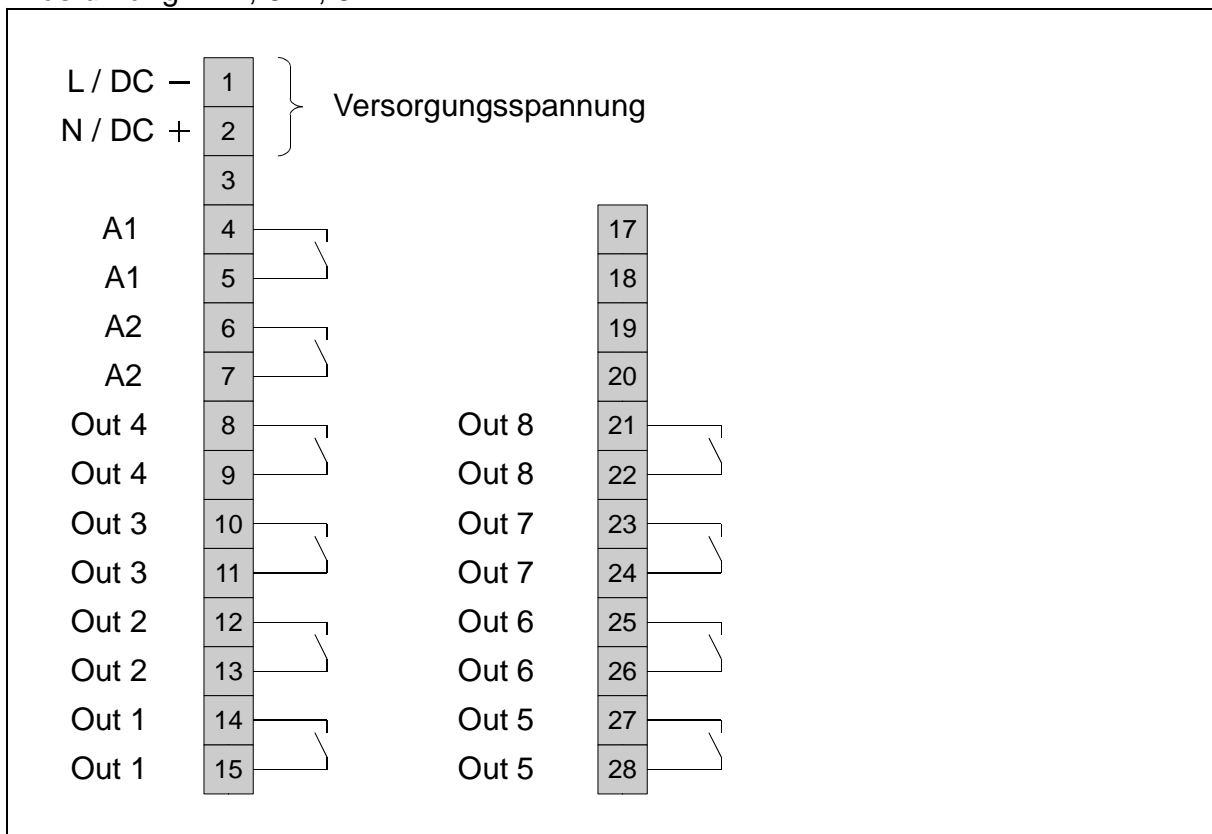 L / DC − 1
N / DC + 2
Versorgungsspannung
3
A1 4
A1 5
A2 6
A2 7
Out 4 8
Out 4 9
Out 3 10
Out 3 11
Out 2 12
Out 2 13
Out 1 14
Out 1 15
17
18
19
20
Out 8 21
Out 8 22
Out 7 23
Out 7 24
Out 6 25
Out 6 26
Out 5 27
Out 5 28